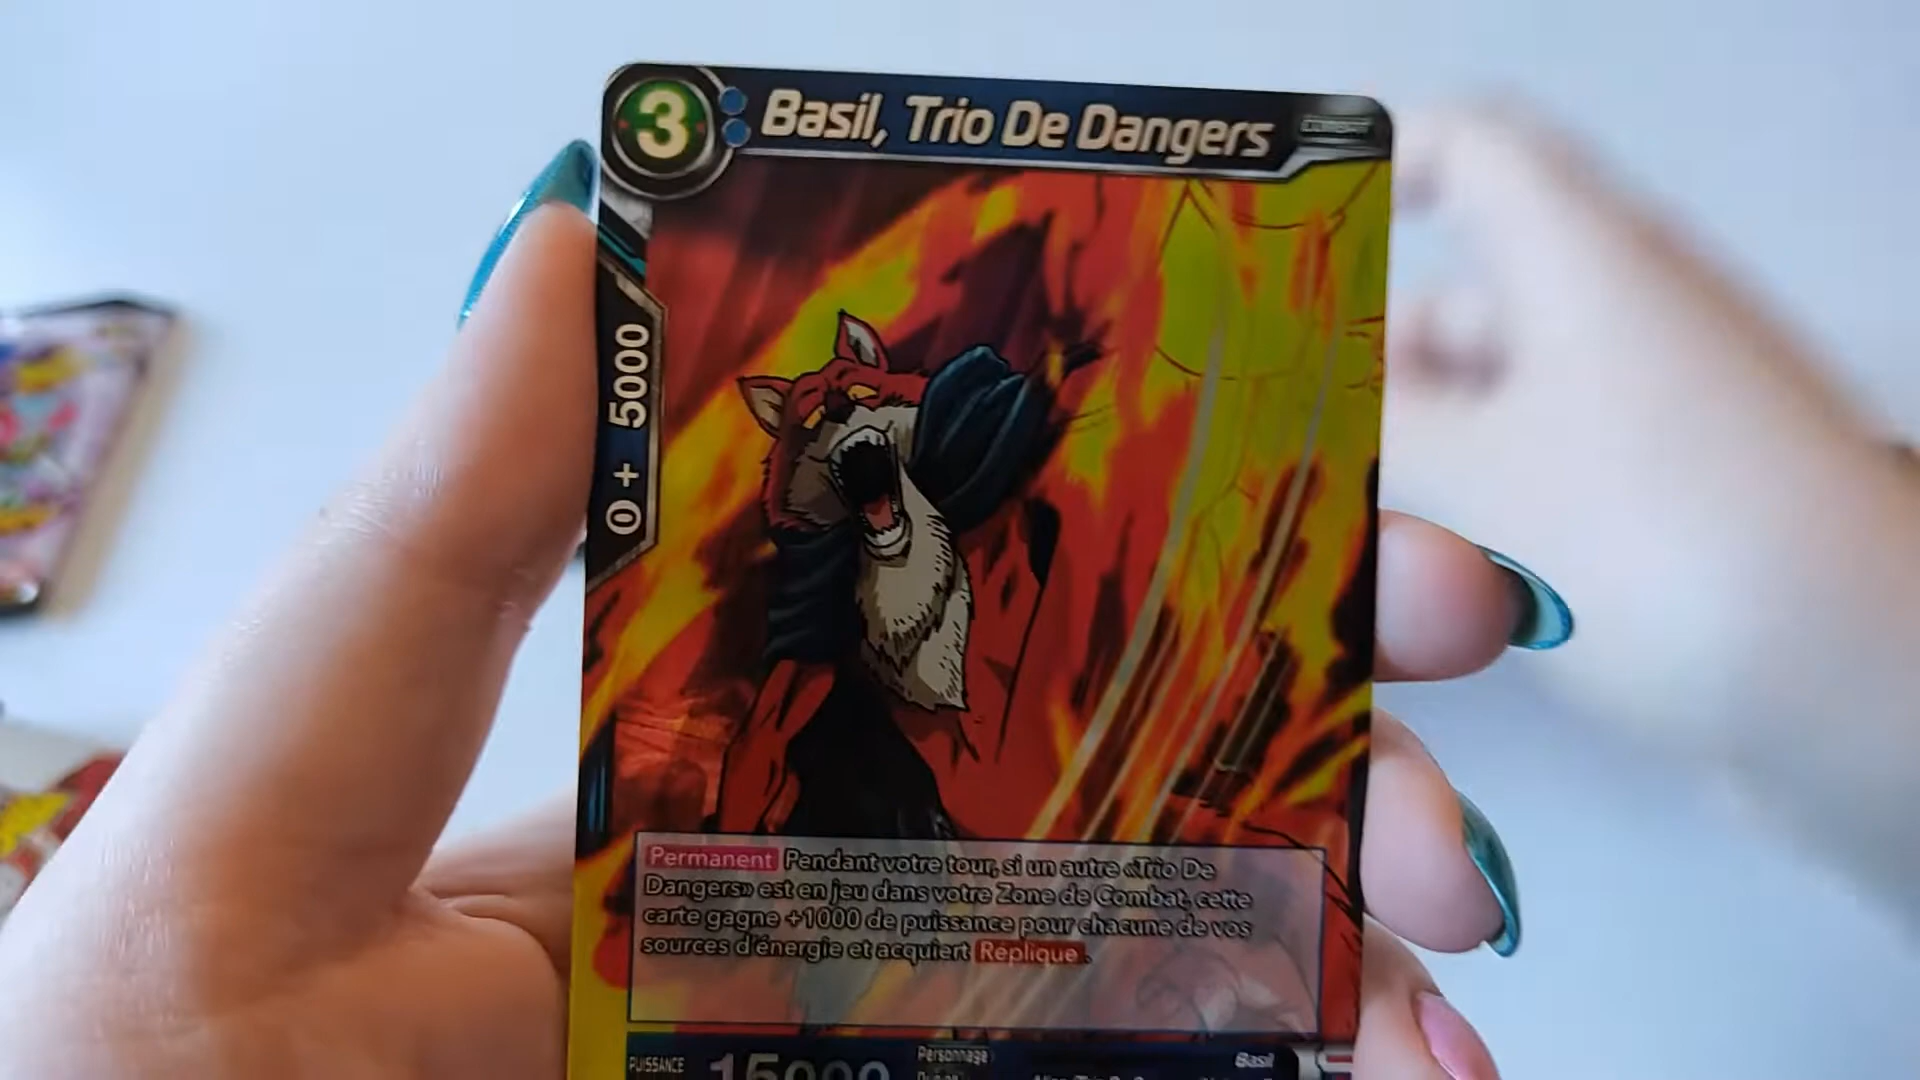 3
Basil, Trio De Dangers
COMBAT
0 + 5000
Permanent Pendant votre tour, si un autre «Trio De
Dangers» est en jeu dans votre Zone de Combat, cette
carte gagne +1000 de puissance pour chacune de vos
sources d'énergie et acquiert Réplique.
PUISSANCE
15000
Personnage
Basil